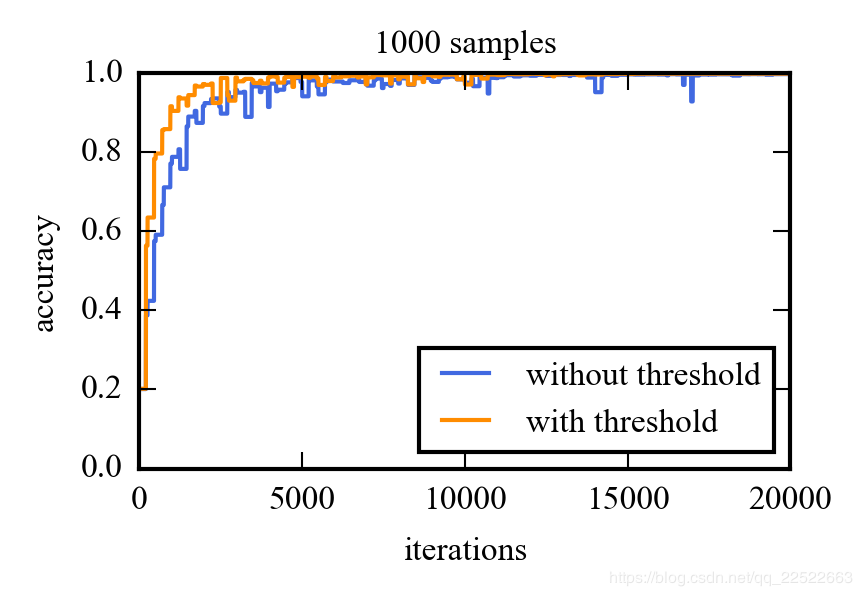 1000 samples
1.0
0.8
0.6
0.4
0.2
0.0
accuracy
without threshold
with threshold
0 5000 10000 15000 20000
iterations
https://blog.csdn.net/qq_22522663